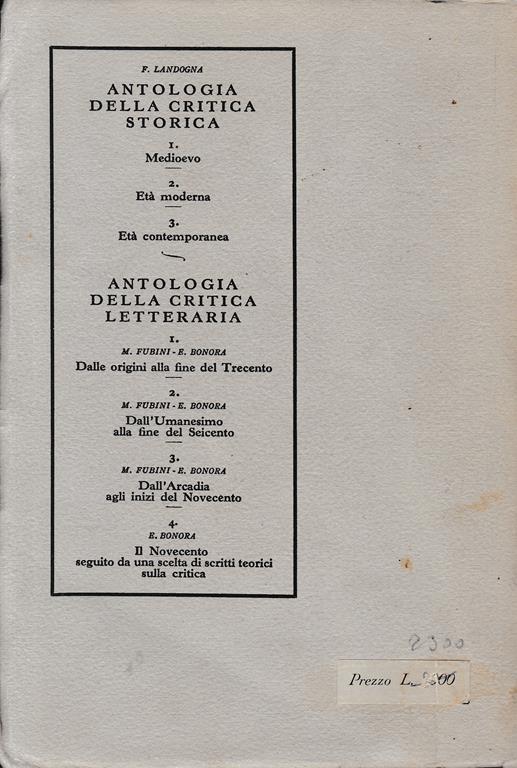 F. LANDOGNA
ANTOLOGIA
DELLA CRITICA
STORICA
1.
Medioevo
2.
Età moderna
3.
Età contemporanea
ANTOLOGIA
DELLA CRITICA
LETTERARIA
1.
M. FUBINI - E. BONORA
Dalle origini alla fine del Trecento
2.
M. FUBINI - E. BONORA
Dall'Umanesimo
alla fine del Seicento
3.
M. FUBINI - E. BONORA
Dall'Arcadia
agli inizi del Novecento
4.
E. BONORA
Il Novecento
seguito da una scelta di scritti teorici
sulla critica
2300
Prezzo L.